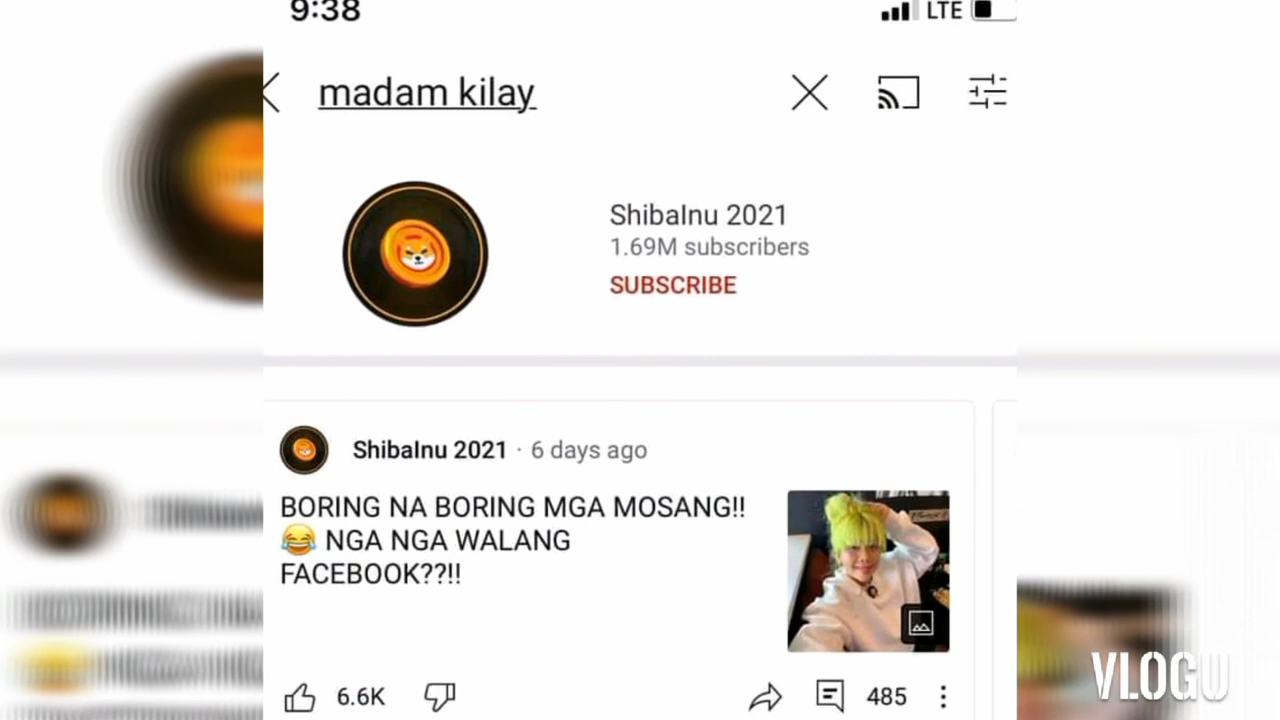 9:38
LTE
madam kilay
ShibaInu 2021
1.69M subscribers
SUBSCRIBE
ShibaInu 2021 · 6 days ago
BORING NA BORING MGA MOSANG!!
😂 NGA NGA WALANG
FACEBOOK??!!
6.6K
485
VLOGU